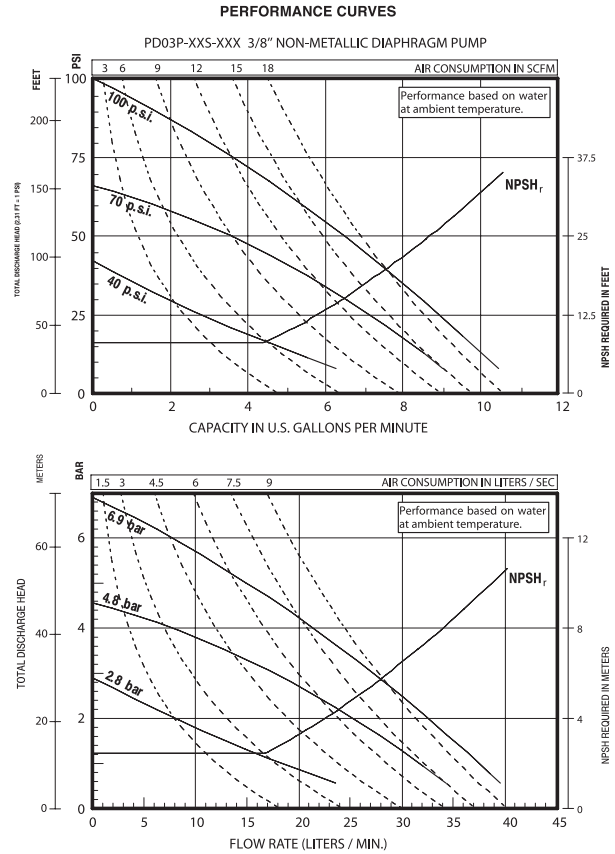 PERFORMANCE CURVES
PD03P-XXS-XXX 3/8" NON-METALLIC DIAPHRAGM PUMP
FEET
PSI
3 6 9 12 15 18 AIR CONSUMPTION IN SCFM
Performance based on water
at ambient temperature.
100 p.s.i.
70 p.s.i.
40 p.s.i.
NPSHr
TOTAL DISCHARGE HEAD (2.31 FT = 1 PSI)
200
150
100
50
0
100
75
50
25
0
37.5
25
12.5
0
NPSH REQUIRED IN FEET
0 2 4 6 8 10 12
CAPACITY IN U.S. GALLONS PER MINUTE
METERS
BAR
1.5 3 4.5 6 7.5 9 AIR CONSUMPTION IN LITERS / SEC
Performance based on water
at ambient temperature.
6.9 bar
4.8 bar
2.8 bar
NPSHr
TOTAL DISCHARGE HEAD
60
40
20
0
6
4
2
0
12
8
4
0
NPSH REQUIRED IN METERS
0 5 10 15 20 25 30 35 40 45
FLOW RATE (LITERS / MIN.)